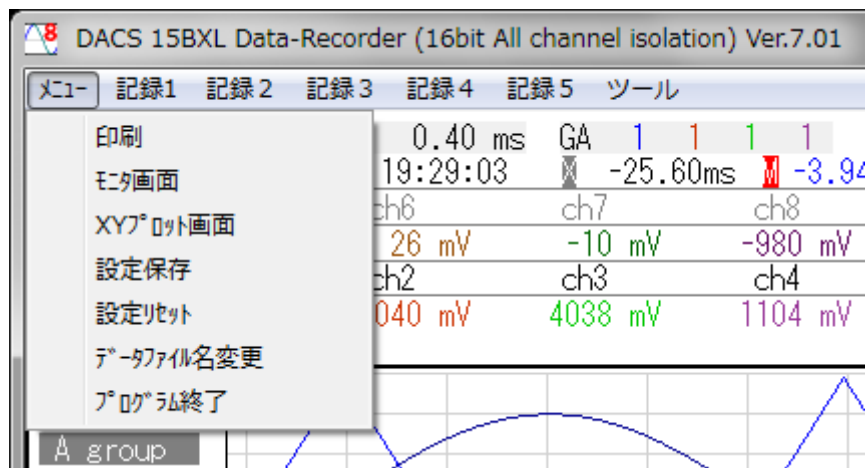 DACS 15BXL Data-Recorder (16bit All channel isolation) Ver.7.01
ﾒﾆｭｰ 記録1 記録2 記録3 記録4 記録5 ツール
印刷
ﾓﾆﾀ画面
XYﾌﾟﾛｯﾄ画面
設定保存
設定ﾘｾｯﾄ
ﾃﾞｰﾀﾌｧｲﾙ名変更
ﾌﾟﾛｸﾞﾗﾑ終了
0.40 ms GA 1 1 1 1
19:29:03 -25.60ms -3.94
ch6 ch7 ch8
26 mV -10 mV -980 mV
ch2 ch3 ch4
040 mV 4038 mV 1104 mV
A group